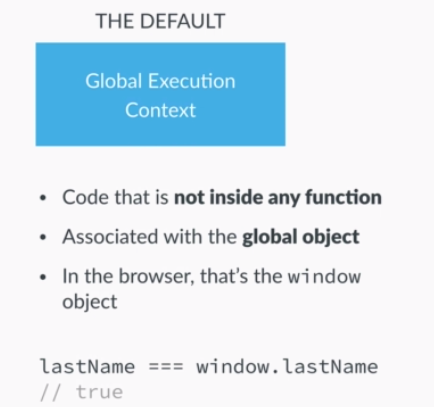 THE DEFAULT
Global Execution
Context
• Code that is not inside any function
• Associated with the global object
• In the browser, that's the window
object
lastName === window.lastName
// true